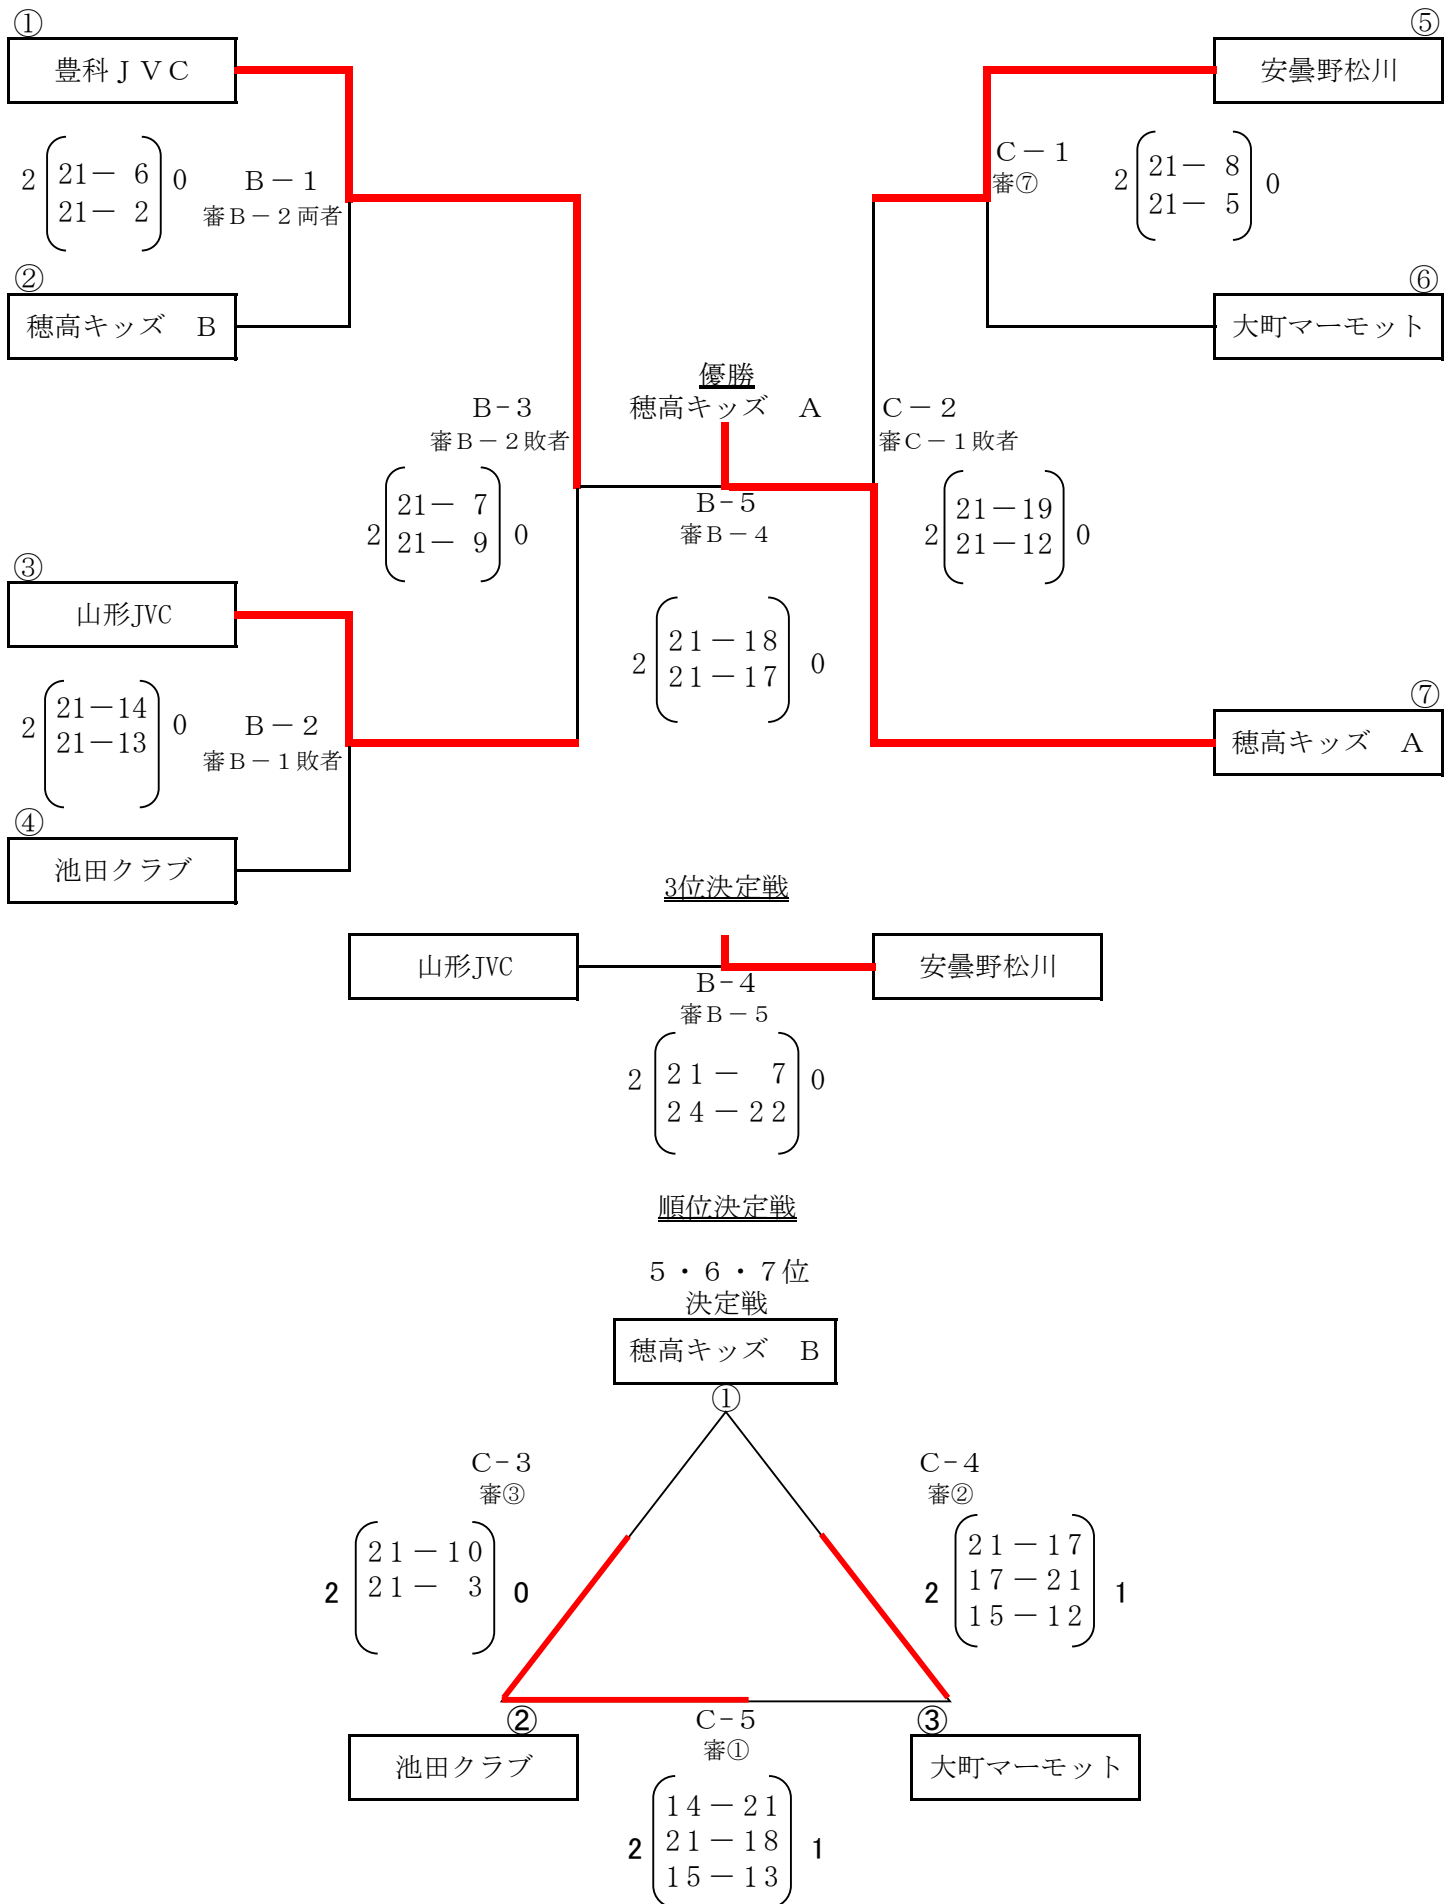 ①
豊科ＪＶＣ
2 21－ 6 0
21－ 2
Ｂ－１
審Ｂ－２両者
②
穂高キッズ　Ｂ
③
山形JVC
2 21－14 0
21－13
Ｂ－２
審Ｂ－１敗者
④
池田クラブ
Ｂ-３
審Ｂ－２敗者
2 21－ 7 0
21－ 9
優勝
穂高キッズ　Ａ
Ｂ-５
審Ｂ－４
2 21－18 0
21－17
⑤
安曇野松川
Ｃ－１
審⑦
2 21－ 8 0
21－ 5
⑥
大町マーモット
Ｃ－２
審Ｃ－１敗者
2 21－19 0
21－12
⑦
穂高キッズ　Ａ
3位決定戦
山形JVC
安曇野松川
Ｂ-４
審Ｂ－５
2 21－ 7 0
24－22
順位決定戦
５・６・７位
決定戦
穂高キッズ　Ｂ
①
Ｃ-３
審③
2 21－10 0
21－ 3
Ｃ-４
審②
21－17
2 17－21 1
15－12
②
池田クラブ
Ｃ-５
審①
③
大町マーモット
14－21
2 21－18 1
15－13